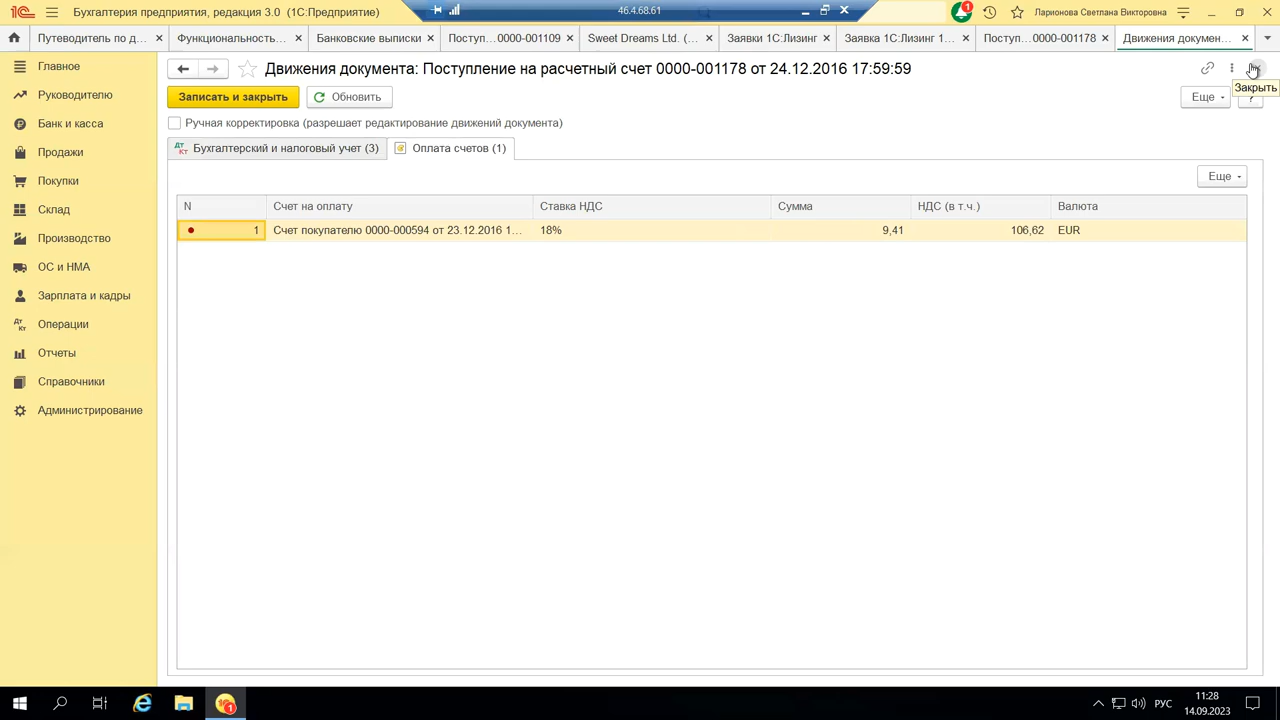 Бухгалтерия предприятия, редакция 3.0 (1С:Предприятие)
46.4.68.61
1
Ларионова Светлана Викторовна
Путеводитель по д...
Функциональность...
Банковские выписки
Поступ...0000-001109
Sweet Dreams Ltd. (...
Заявки 1С:Лизинг
Заявка 1С:Лизинг 1...
Поступ...0000-001178
Движения докумен...
Главное
Руководителю
Банк и касса
Продажи
Покупки
Склад
Производство
ОС и НМА
Зарплата и кадры
Операции
Отчеты
Справочники
Администрирование
Движения документа: Поступление на расчетный счет 0000-001178 от 24.12.2016 17:59:59
Закрыть
Записать и закрыть
Обновить
Еще
?
Ручная корректировка (разрешает редактирование движений документа)
Дт Кт Бухгалтерский и налоговый учет (3)
Оплата счетов (1)
Еще
N Счет на оплату Ставка НДС Сумма НДС (в т.ч.) Валюта
1 Счет покупателю 0000-000594 от 23.12.2016 1... 18% 9,41 106,62 EUR
РУС
11:28
14.09.2023